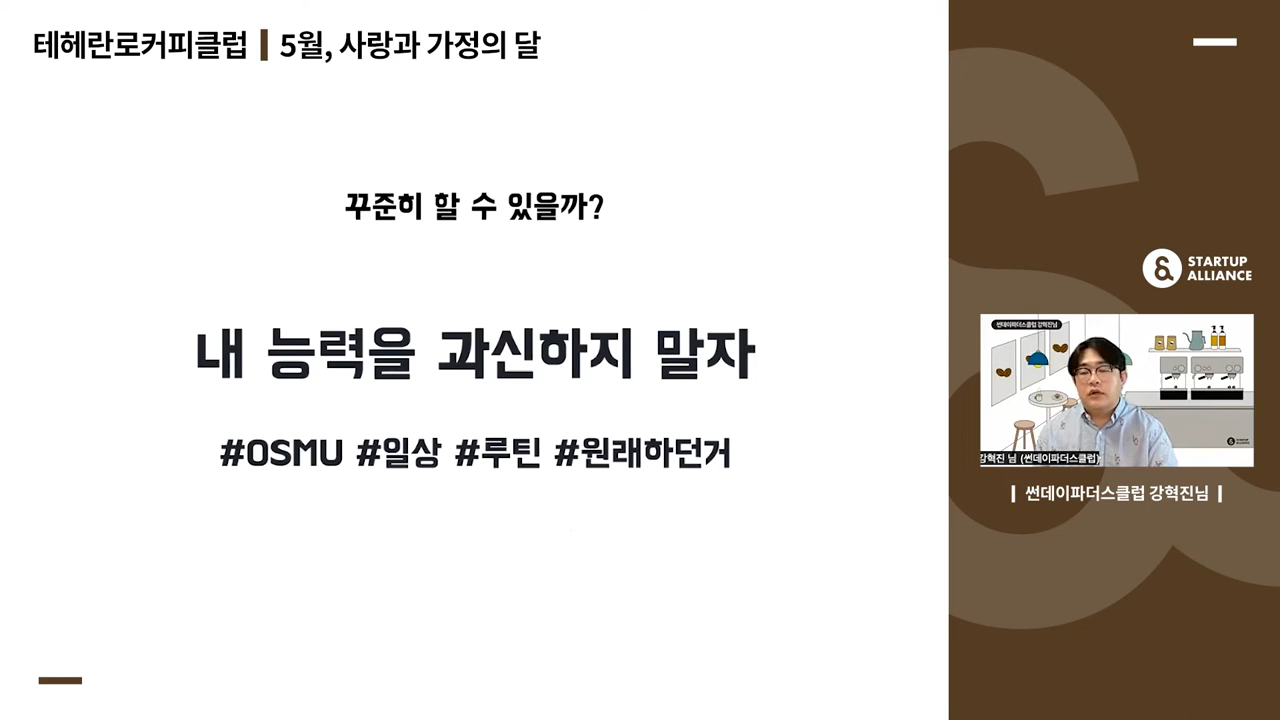 테헤란로커피클럽 | 5월, 사랑과 가정의 달
꾸준히 할 수 있을까?
내 능력을 과신하지 말자
#OSMU #일상 #루틴 #원래하던거
STARTUP
ALLIANCE
썬데이파더스클럽 강혁진님
강혁진 님 (썬데이파더스클럽)
| 썬데이파더스클럽 강혁진님 |